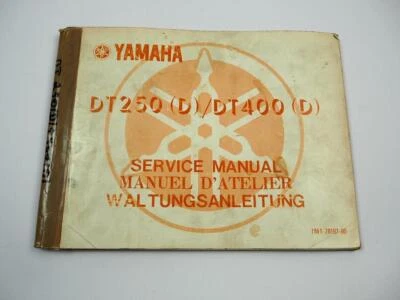 YAMAHA
DT250 (D)/DT400 (D)
SERVICE MANUAL
MANUEL D'ATELIER
WALTUNGSANLEITUNG